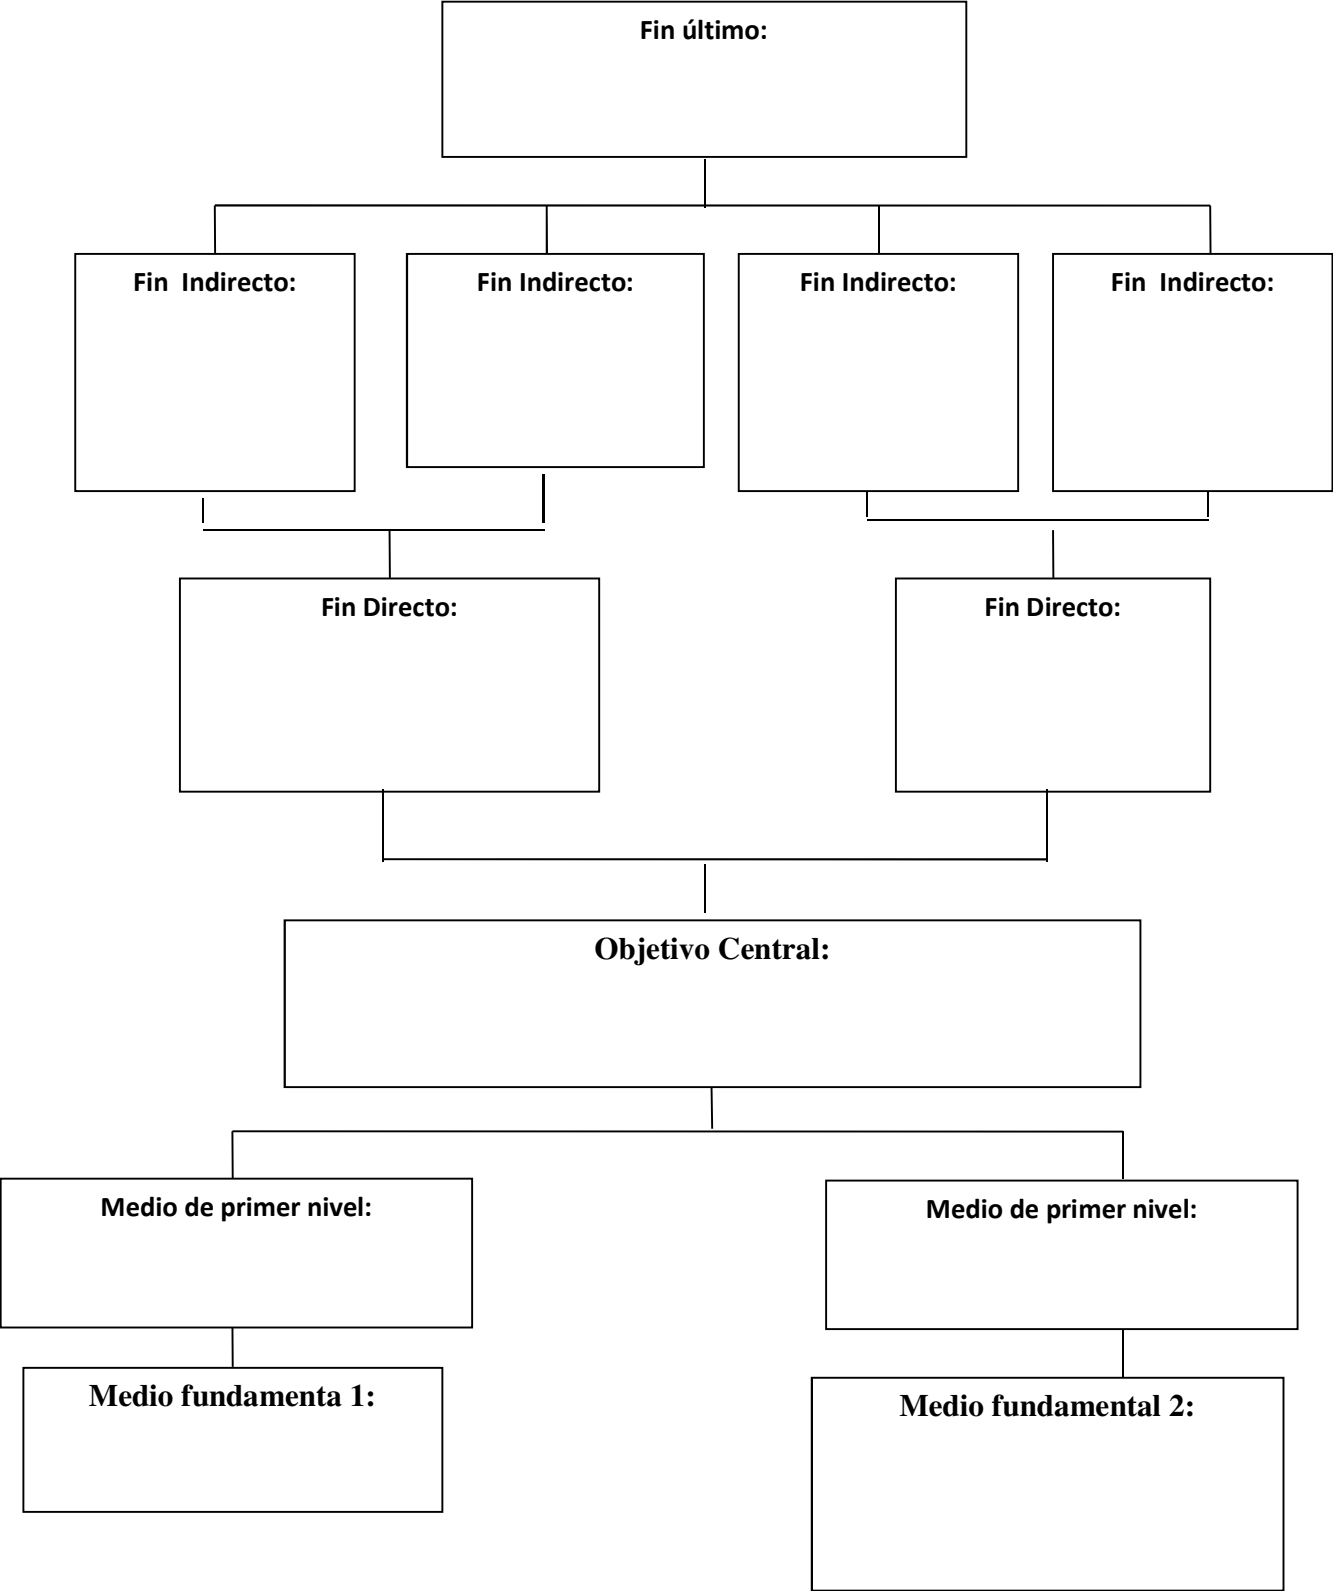 Fin último:
Fin  Indirecto:
Fin Indirecto:
Fin Indirecto:
Fin  Indirecto:
Fin Directo:
Fin Directo:
Objetivo Central:
Medio de primer nivel:
Medio de primer nivel:
Medio fundamenta 1:
Medio fundamental 2: